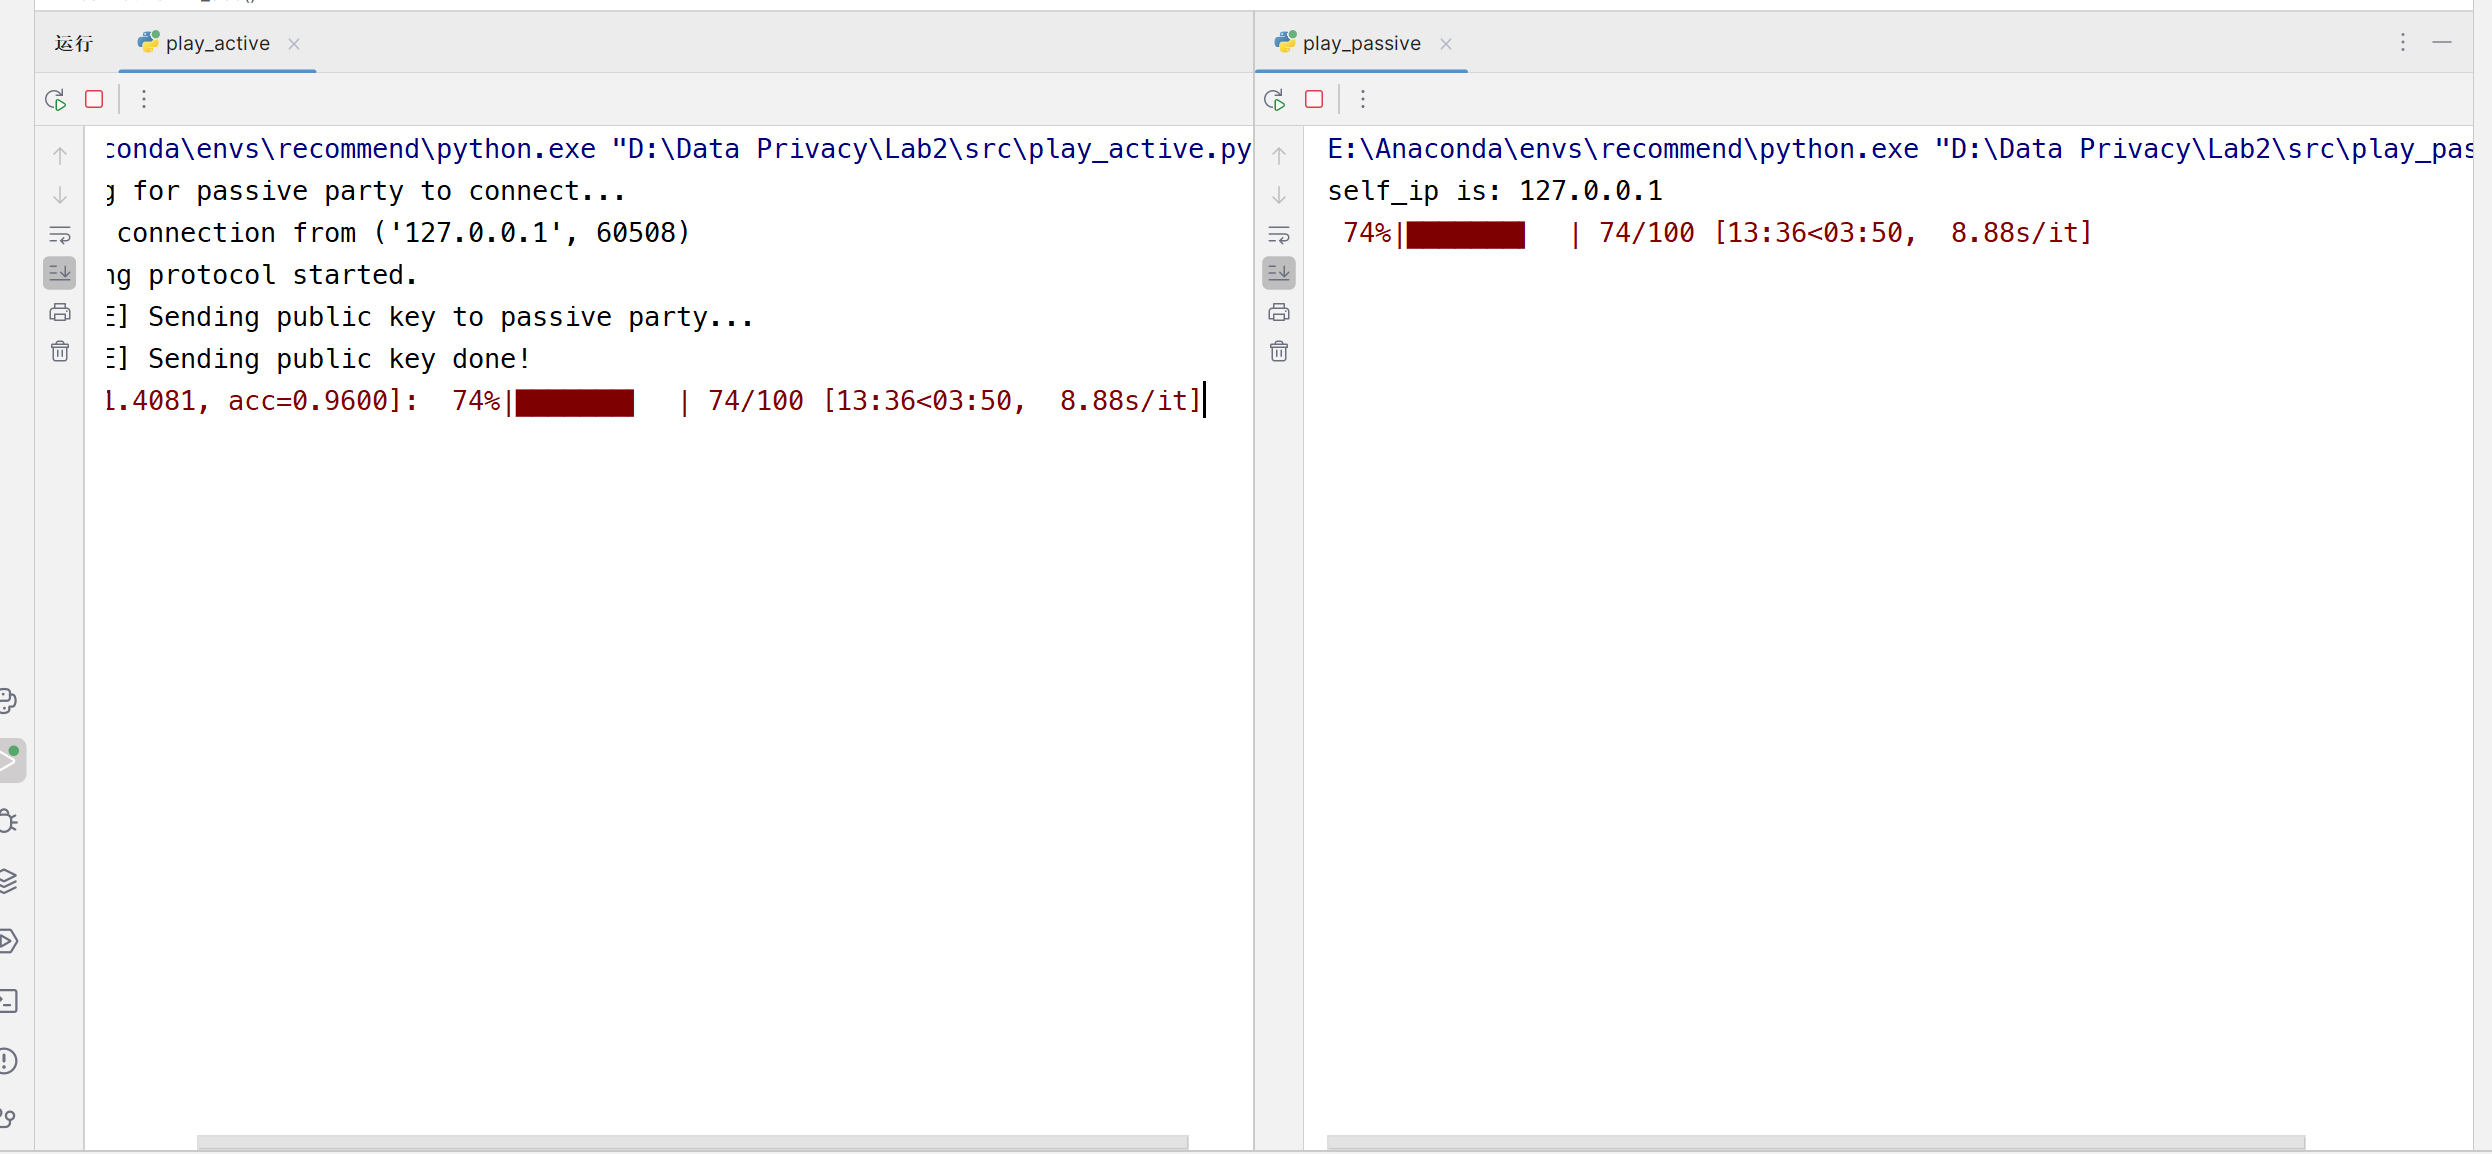 运行
play_active
play_passive
conda\envs\recommend\python.exe "D:\Data Privacy\Lab2\src\play_active.py
g for passive party to connect...
connection from ('127.0.0.1', 60508)
ng protocol started.
E] Sending public key to passive party...
E] Sending public key done!
1.4081, acc=0.9600]:  74%|████████   | 74/100 [13:36<03:50,  8.88s/it]
E:\Anaconda\envs\recommend\python.exe "D:\Data Privacy\Lab2\src\play_pas
self_ip is: 127.0.0.1
74%|████████   | 74/100 [13:36<03:50,  8.88s/it]